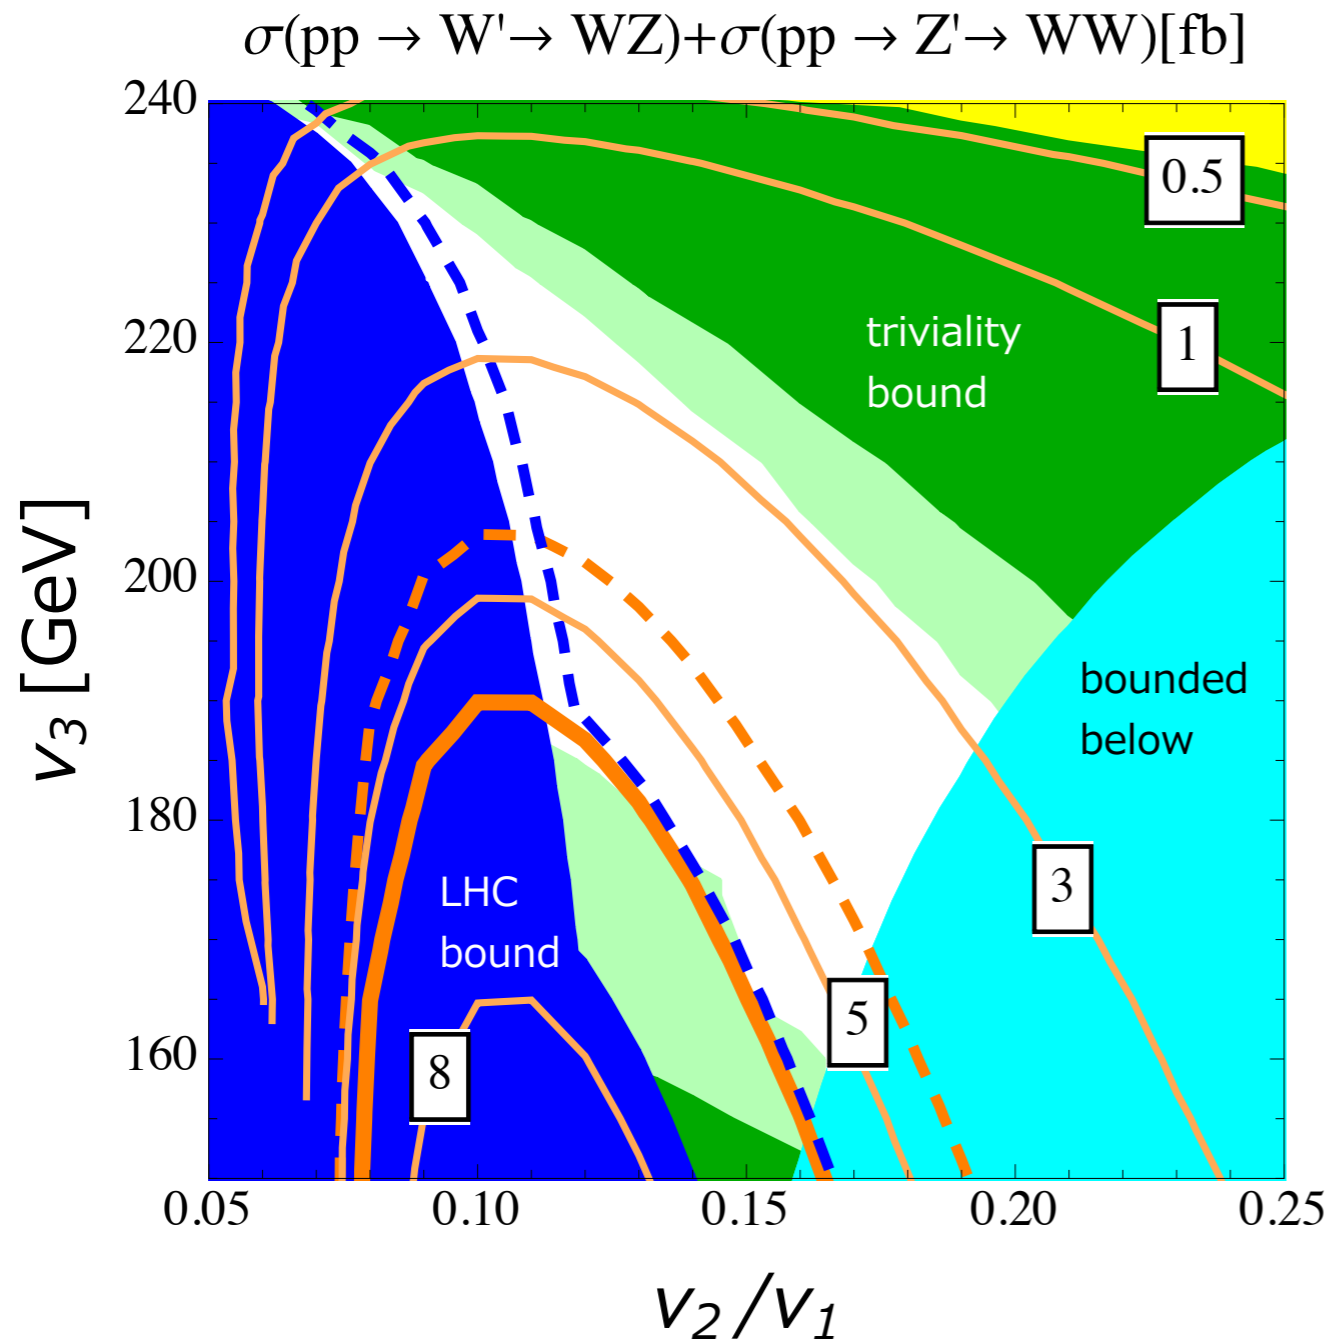 σ(pp → W'→ WZ)+σ(pp → Z'→ WW)[fb]
240
220
200
180
160
v₃ [GeV]
0.5
1
triviality
bound
bounded
below
3
LHC
bound
5
8
0.05
0.10
0.15
0.20
0.25
v₂/v₁